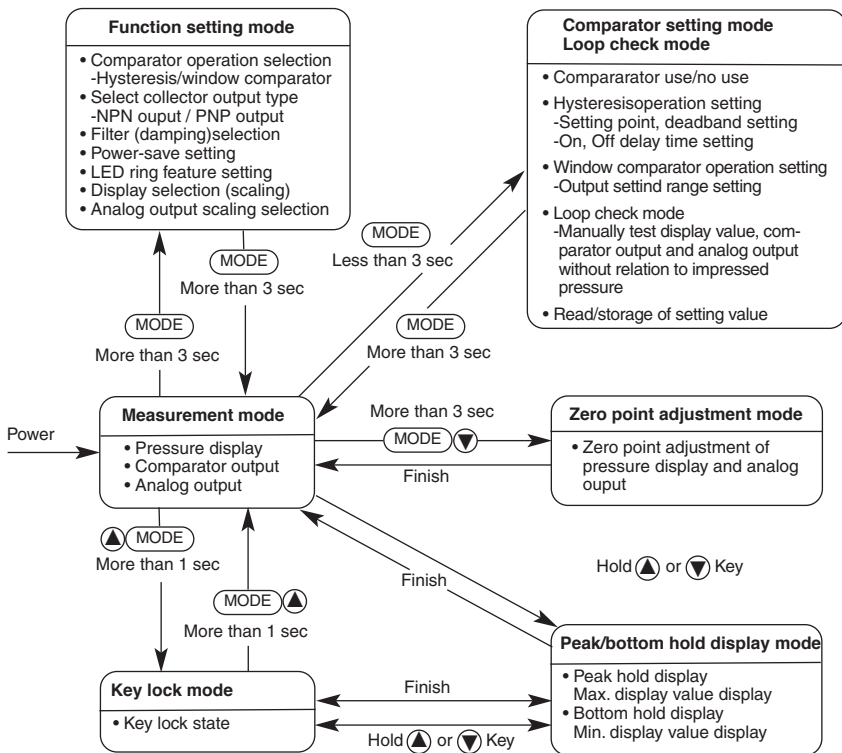 Function setting mode
• Comparator operation selection
-Hysteresis/window comparator
• Select collector output type
-NPN ouput / PNP output
• Filter (damping)selection
• Power-save setting
• LED ring feature setting
• Display selection (scaling)
• Analog output scaling selection
Comparator setting mode
Loop check mode
• Compararator use/no use
• Hysteresisoperation setting
-Setting point, deadband setting
-On, Off delay time setting
• Window comparator operation setting
-Output settind range setting
• Loop check mode
-Manually test display value, com-
parator output and analog output
without relation to impressed
pressure
• Read/storage of setting value
MODE
Less than 3 sec
MODE
More than 3 sec
MODE
More than 3 sec
MODE
More than 3 sec
Power
Measurement mode
• Pressure display
• Comparator output
• Analog output
More than 3 sec
MODE ▼
Finish
Zero point adjustment mode
• Zero point adjustment of
pressure display and analog
ouput
▲ MODE
More than 1 sec
MODE ▲
More than 1 sec
Finish
Hold ▲ or ▼ Key
Key lock mode
• Key lock state
Finish
Hold ▲ or ▼ Key
Peak/bottom hold display mode
• Peak hold display
Max. display value display
• Bottom hold display
Min. display value display